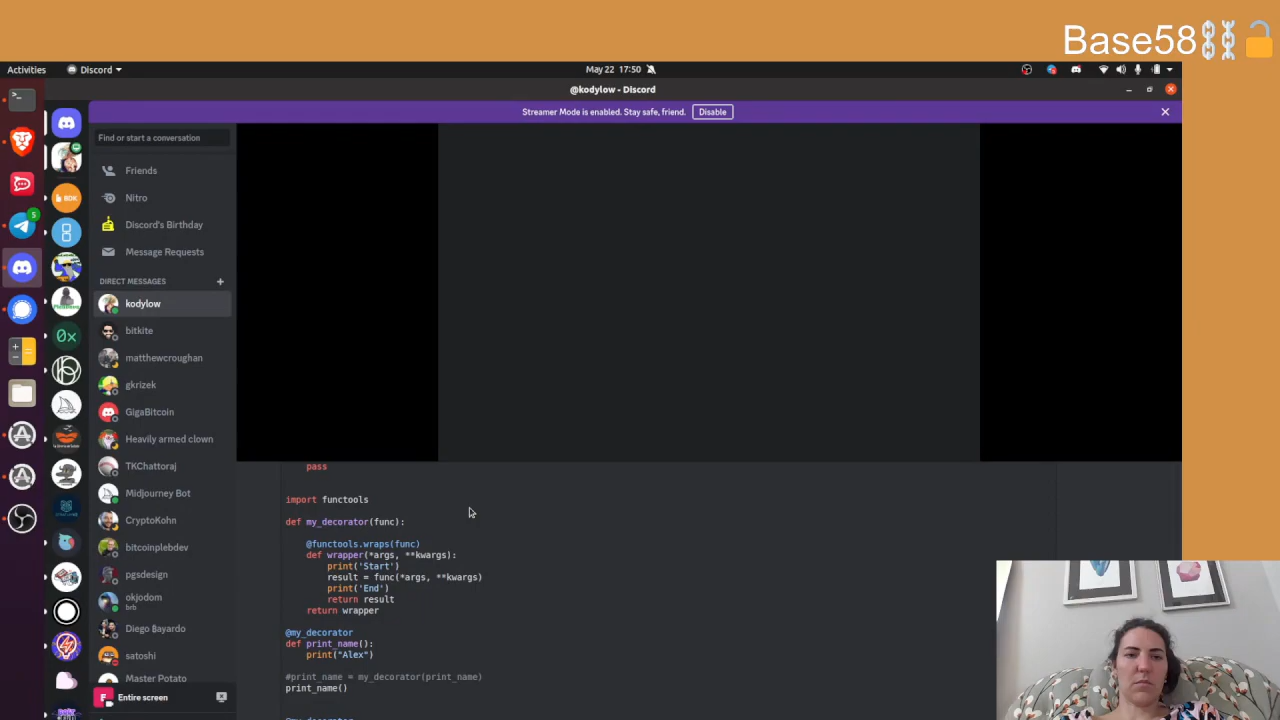 Base58⛓️⛓️🔓
Activities
Discord
May 22 17:50
@kodylow - Discord
Streamer Mode is enabled. Stay safe, friend.
Disable
Find or start a conversation
Friends
Nitro
Discord's Birthday
Message Requests
DIRECT MESSAGES +
kodylow
bitkite
matthewcroughan
gkrizek
GigaBitcoin
Heavily armed clown
TKChattoraj
Midjourney Bot
CryptoKohn
bitcoinplebdev
pgsdesign
okjodom
brb
Diego Bayardo
satoshi
Master Potato
Entire screen
5
BDK
0x
pass
import functools
def my_decorator(func):
@functools.wraps(func)
def wrapper(*args, **kwargs):
print('Start')
result = func(*args, **kwargs)
print('End')
return result
return wrapper
@my_decorator
def print_name():
print("Alex")
#print_name = my_decorator(print_name)
print_name()
@my_decorator